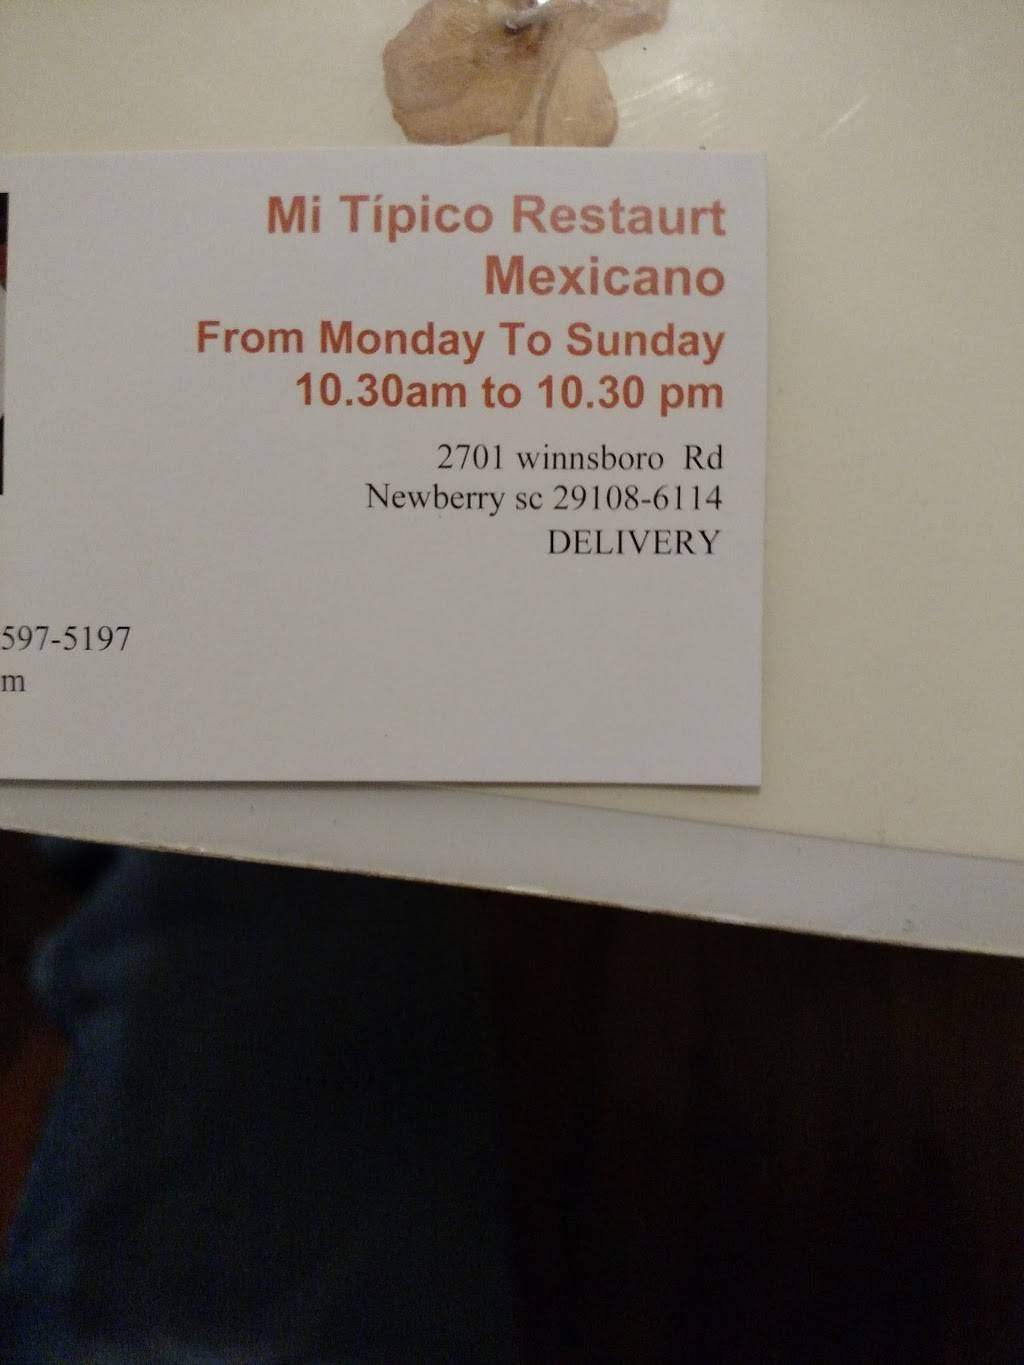 Mi Típico Restaurt
Mexicano
From Monday To Sunday
10.30am to 10.30 pm
2701 winnsboro Rd
Newberry sc 29108-6114
DELIVERY
597-5197
m